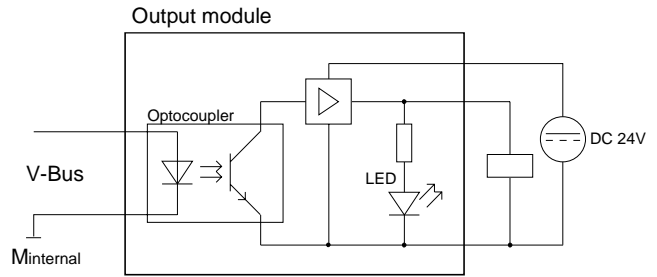 Output module
Optocoupler
DC 24V
V-Bus
LED
Minternal